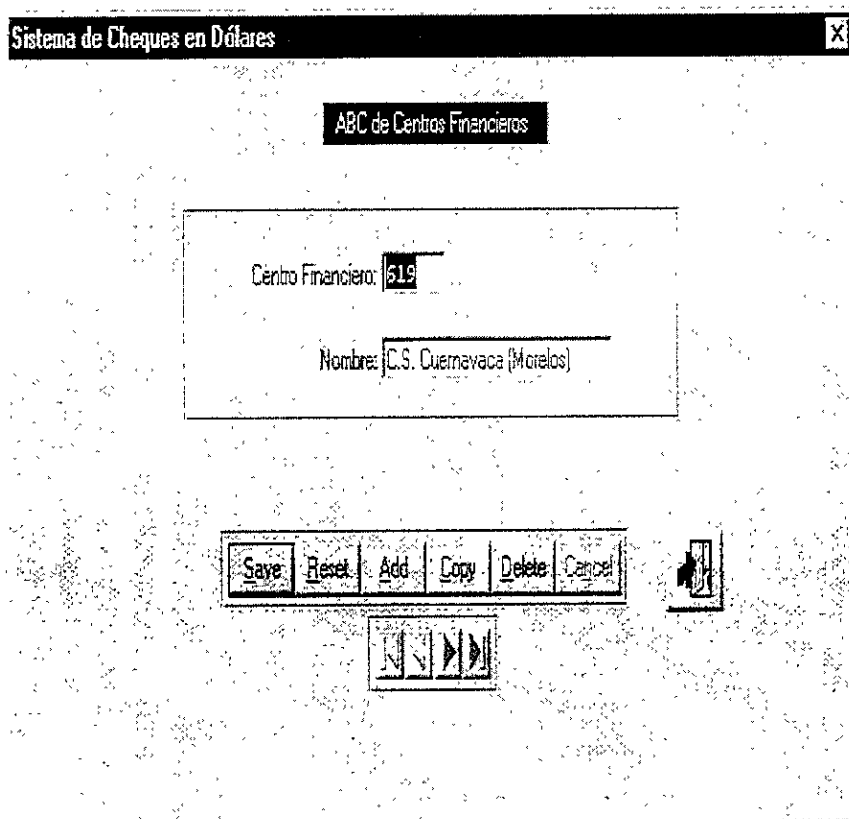 Sistema de Cheques en Dólares X
ABC de Centros Financieros
Centro Financiero: 619
Nombre: C.S. Cuernavaca (Morelos)
Save Reset Add Copy Delete Cancel